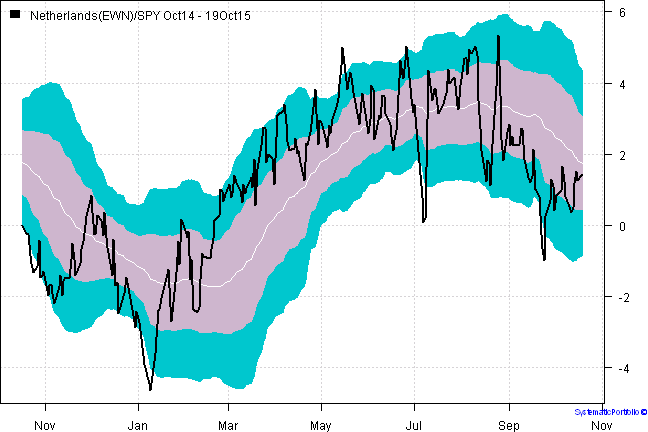 Netherlands(EWN)/SPY Oct14 - 19Oct15
6
4
2
0
-2
-4
Nov Jan Mar May Jul Sep Nov
SystematicPortfolio ©